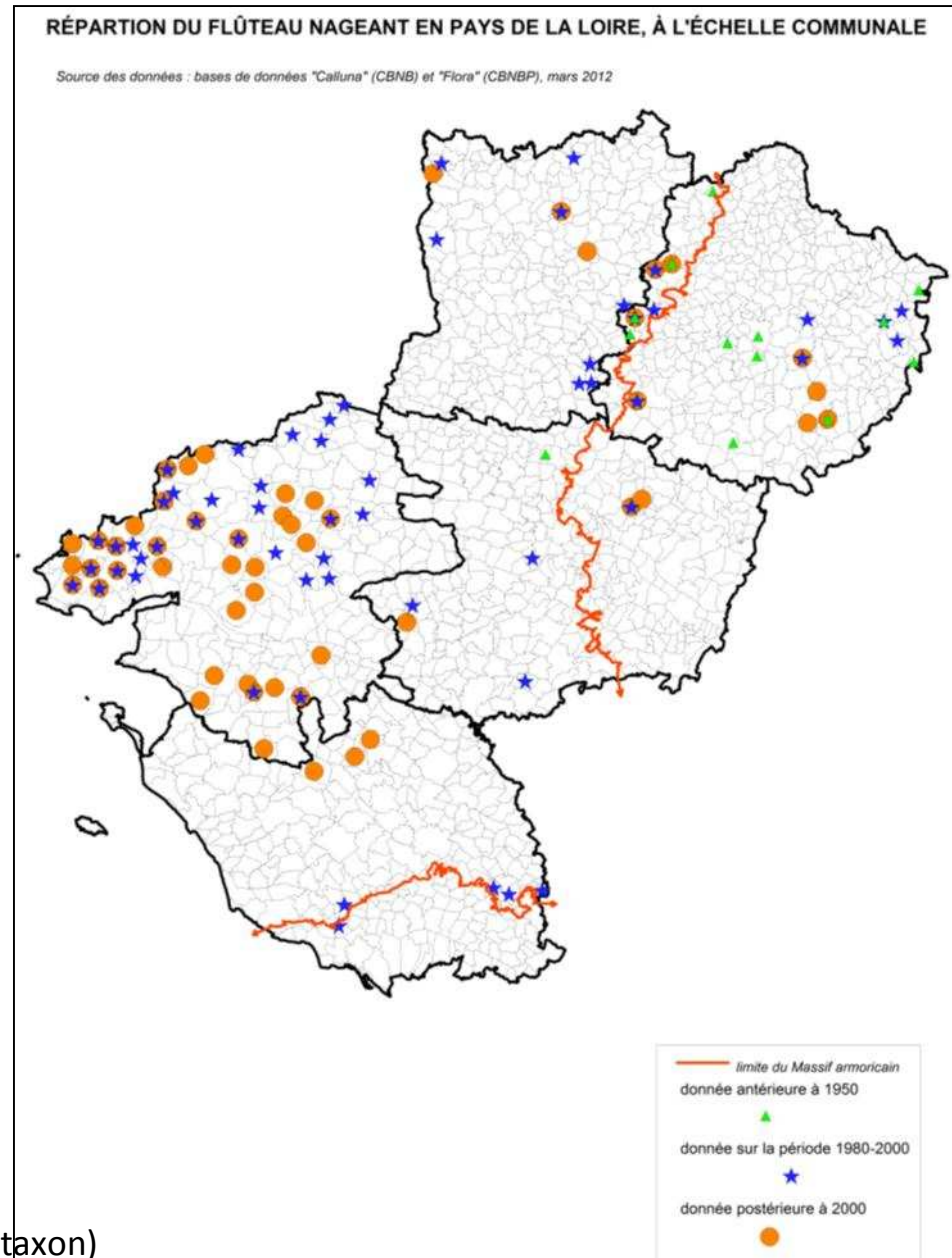 RÉPARTION DU FLÛTEAU NAGEANT EN PAYS DE LA LOIRE, À L'ÉCHELLE COMMUNALE
Source des données : bases de données "Calluna" (CBNB) et "Flora" (CBNBP), mars 2012
limite du Massif armoricain
donnée antérieure à 1950
donnée sur la période 1980-2000
donnée postérieure à 2000
taxon)